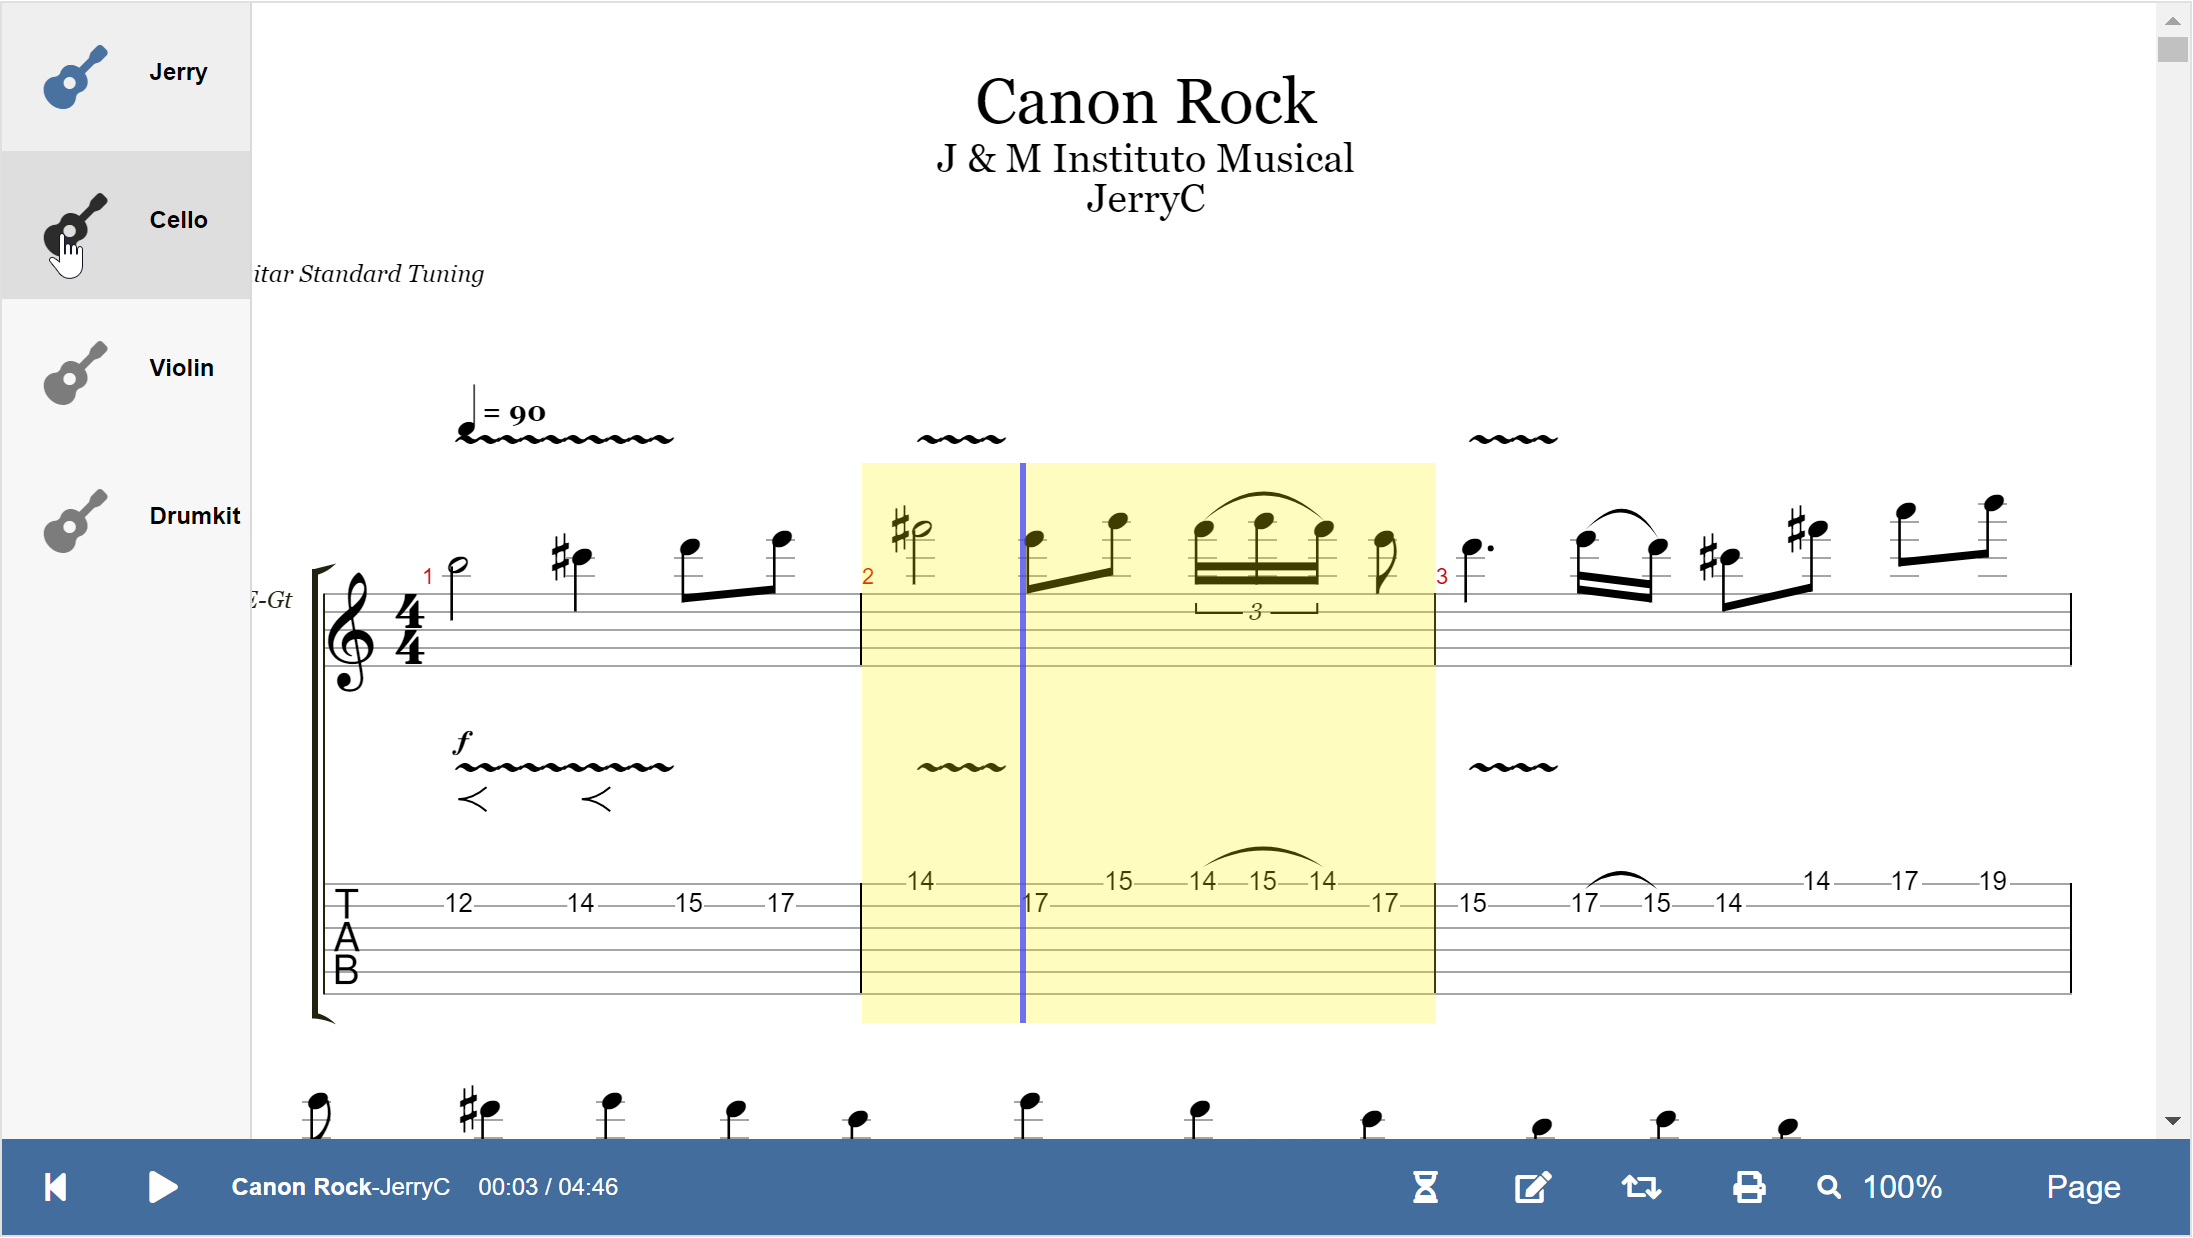 Jerry
Cello
Violin
Drumkit
Canon Rock
J & M Instituto Musical
JerryC
itar Standard Tuning
= 90
1
2
3
E-Gt
4
4
3
f
14 15 14 15 14 14 17 19
12 14 15 17 17 17 15 17 15 14
T
A
B
Canon Rock-JerryC 00:03 / 04:46 100% Page